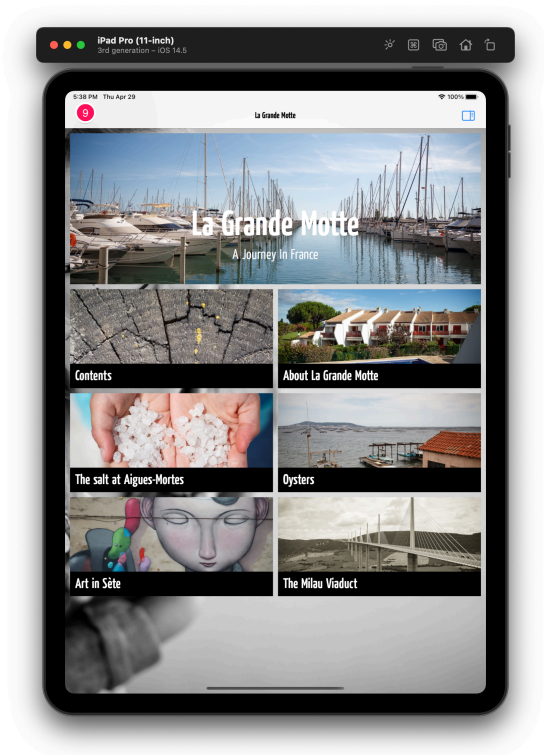 iPad Pro (11-inch)
3rd generation – iOS 14.5
5:38 PM Thu Apr 29
100%
9
La Grande Motte
La Grande Motte
A Journey In France
Contents
About La Grande Motte
The salt at Aigues-Mortes
Oysters
Art in Sète
The Milau Viaduct